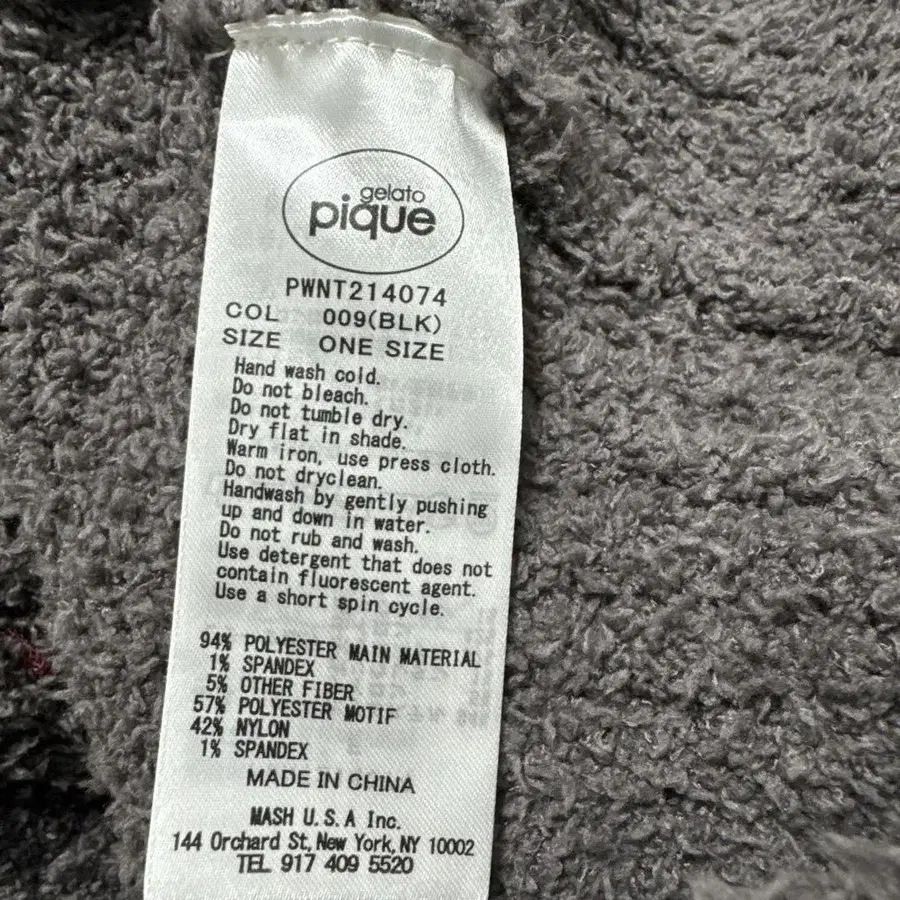 gelato
pique
PWNT214074
COL 009(BLK)
SIZE ONE SIZE
Hand wash cold.
Do not bleach.
Do not tumble dry.
Dry flat in shade.
Warm iron, use press cloth.
Do not dryclean.
Handwash by gently pushing
up and down in water.
Do not rub and wash.
Use detergent that does not
contain fluorescent agent.
Use a short spin cycle.
94% POLYESTER MAIN MATERIAL
1% SPANDEX
5% OTHER FIBER
57% POLYESTER MOTIF
42% NYLON
1% SPANDEX
MADE IN CHINA
MASH U.S.A Inc.
144 Orchard St, New York, NY 10002
TEL 917 409 5520